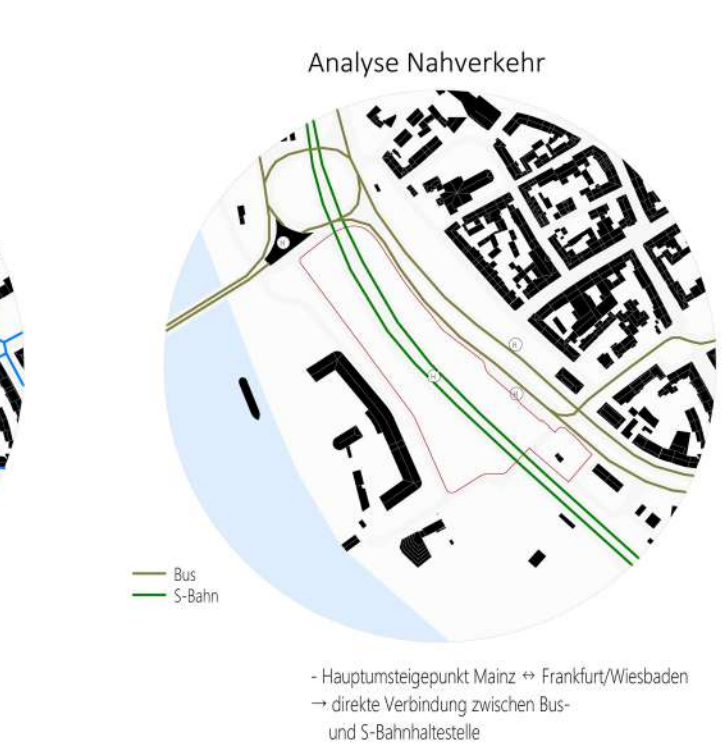 Analyse Nahverkehr
H
H
H
H
Bus
S-Bahn
- Hauptumsteigepunkt Mainz ↔ Frankfurt/Wiesbaden
→ direkte Verbindung zwischen Bus-
und S-Bahnhaltestelle